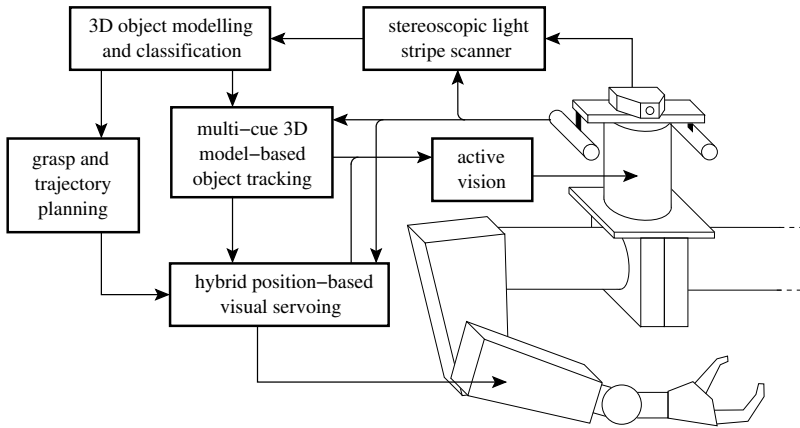 3D object modelling
and classification
stereoscopic light
stripe scanner
multi−cue 3D
model−based
object tracking
grasp and
trajectory
planning
active
vision
hybrid position−based
visual servoing